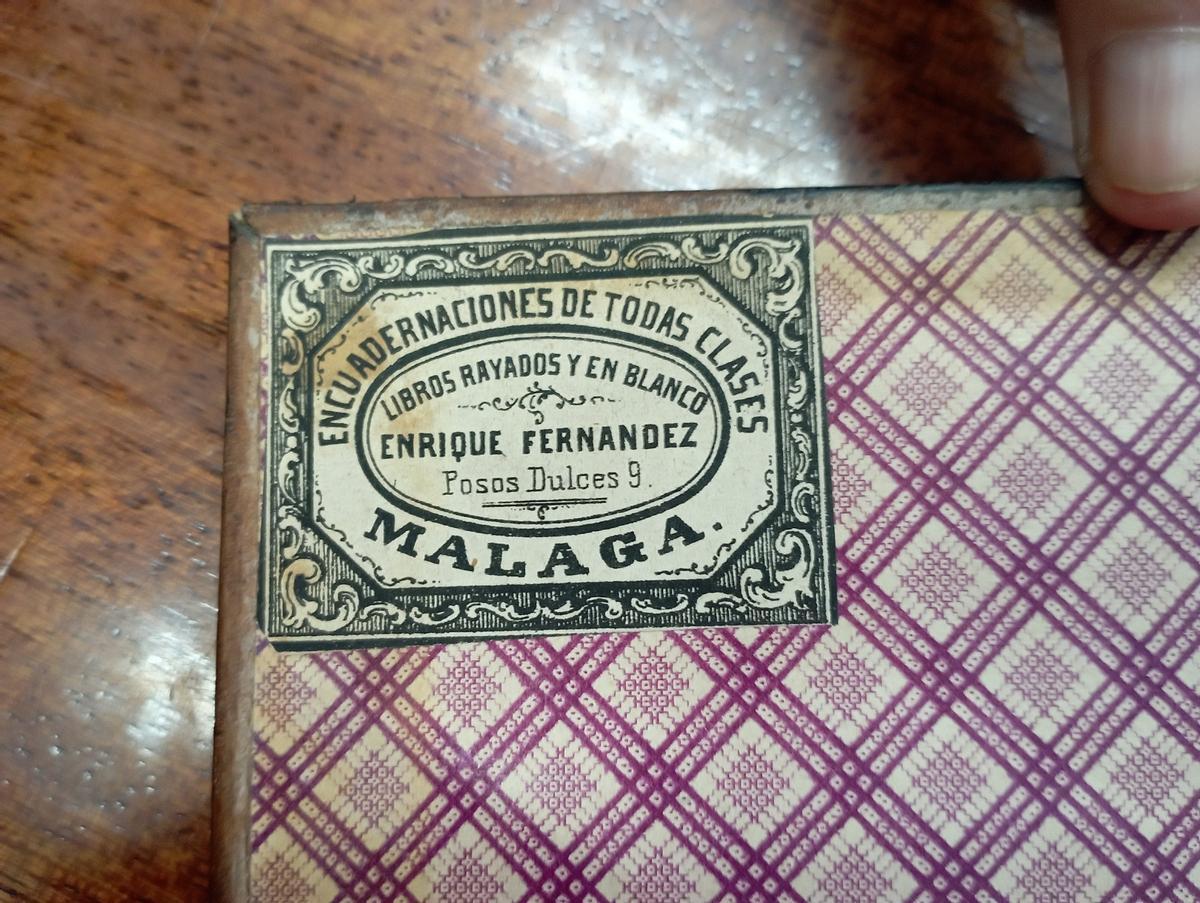 ENCUADERNACIONES DE TODAS CLASES
LIBROS RAYADOS Y EN BLANCO
ENRIQUE FERNANDEZ
Posos Dulces 9.
MALAGA.